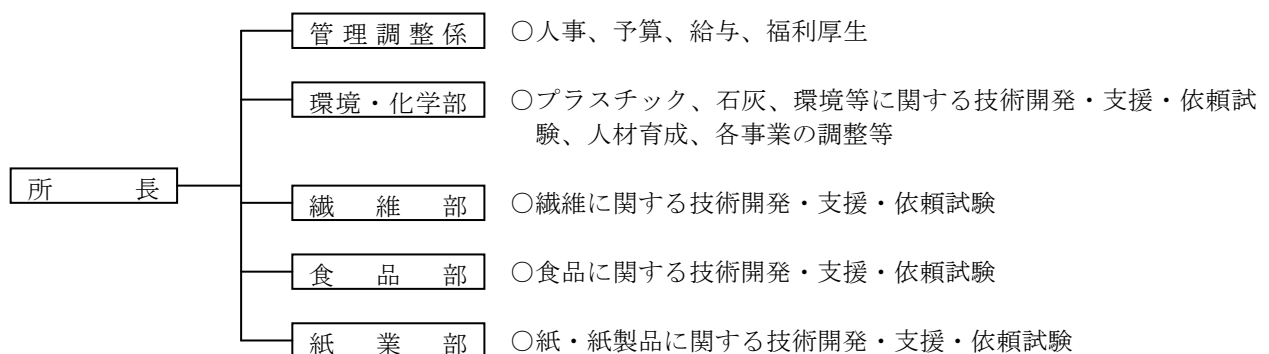 管理調整係 ○人事、予算、給与、福利厚生
環境・化学部 ○プラスチック、石灰、環境等に関する技術開発・支援・依頼試
験、人材育成、各事業の調整等
所長
繊維部 ○繊維に関する技術開発・支援・依頼試験
食品部 ○食品に関する技術開発・支援・依頼試験
紙業部 ○紙・紙製品に関する技術開発・支援・依頼試験